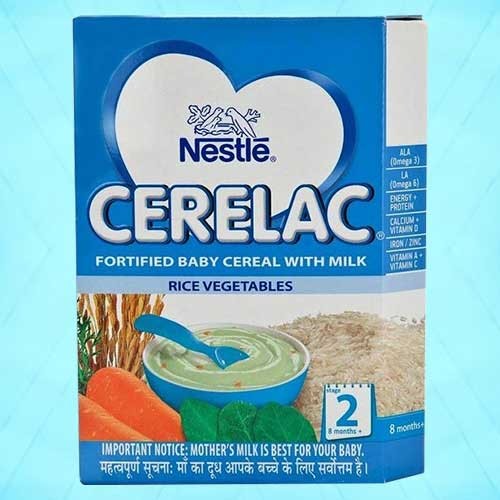 Nestlé®
CERELAC®
FORTIFIED BABY CEREAL WITH MILK
RICE VEGETABLES
ALA
(Omega 3)
LA
(Omega 6)
ENERGY +
PROTEIN
CALCIUM +
VITAMIN D
IRON / ZINC
VITAMIN A +
VITAMIN C
stage
2
8 months +
8 months+
IMPORTANT NOTICE: MOTHER'S MILK IS BEST FOR YOUR BABY.
महत्वपूर्ण सूचना: माँ का दूध आपके बच्चे के लिए सर्वोत्तम है।